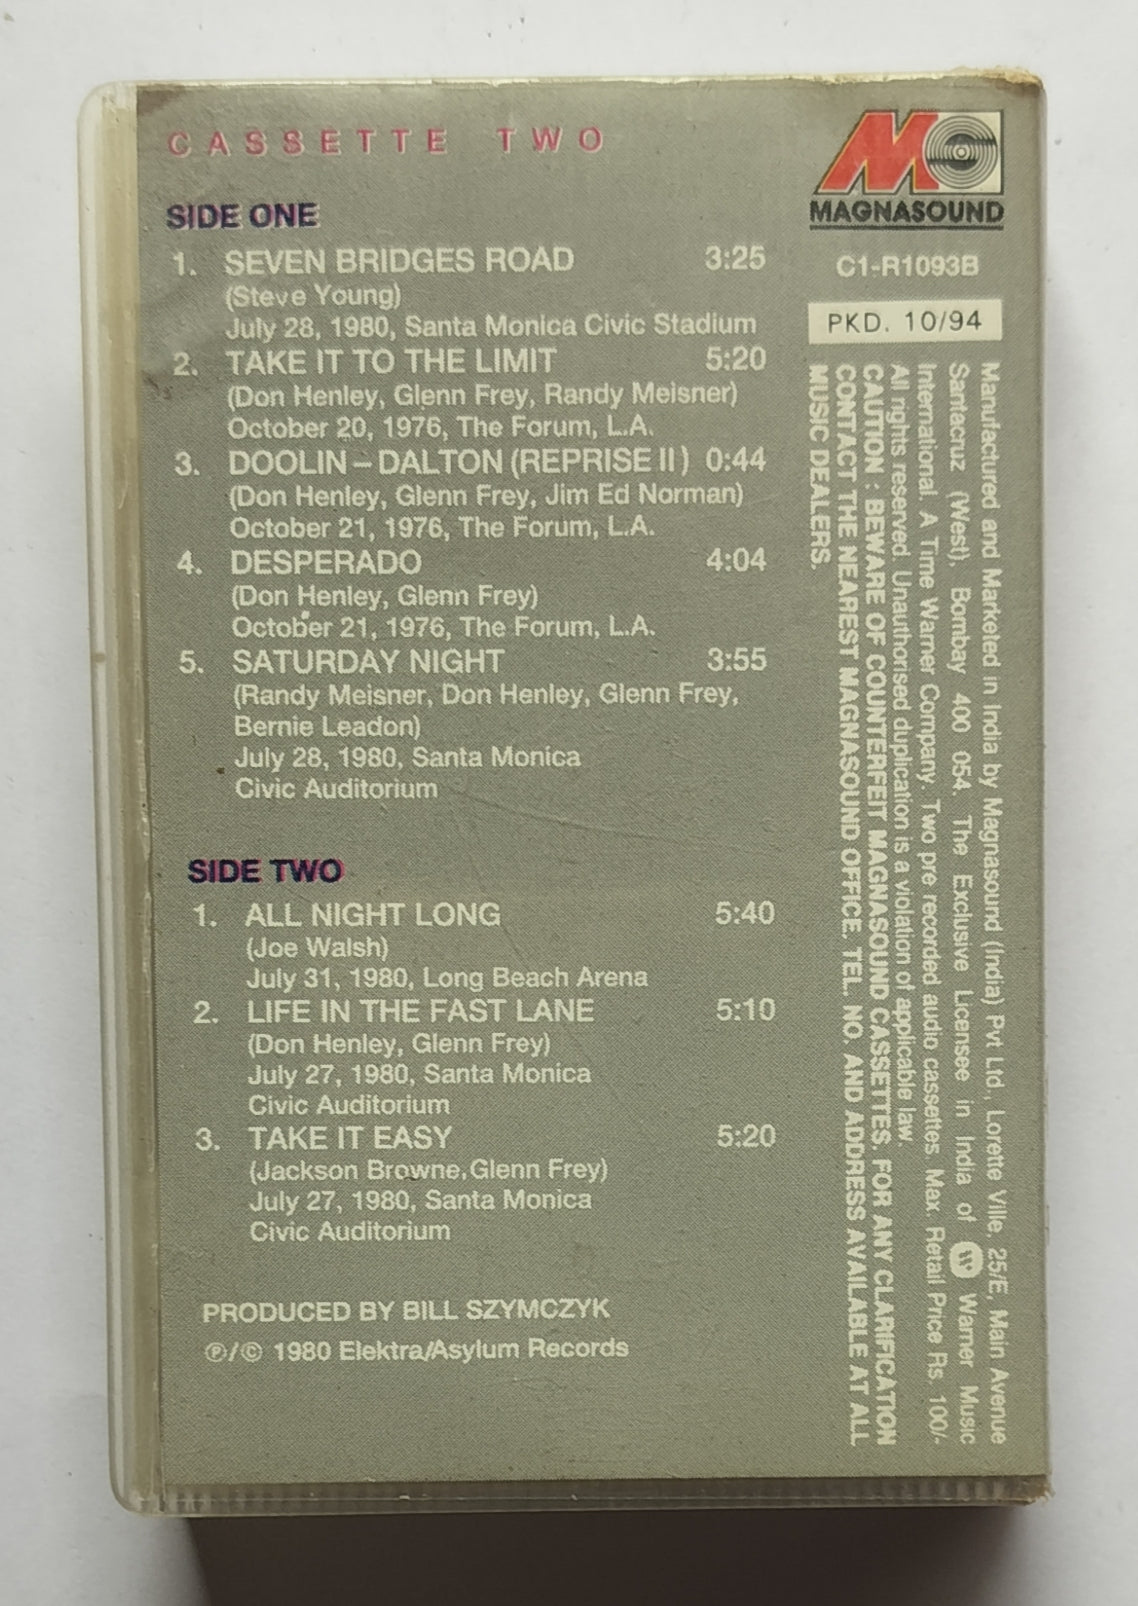 CASSETTE TWO
SIDE ONE
1. SEVEN BRIDGES ROAD 3:25
(Steve Young)
July 28, 1980, Santa Monica Civic Stadium
2. TAKE IT TO THE LIMIT 5:20
(Don Henley, Glenn Frey, Randy Meisner)
October 20, 1976, The Forum, L.A.
3. DOOLIN – DALTON (REPRISE II) 0:44
(Don Henley, Glenn Frey, Jim Ed Norman)
October 21, 1976, The Forum, L.A.
4. DESPERADO 4:04
(Don Henley, Glenn Frey)
October 21, 1976, The Forum, L.A.
5. SATURDAY NIGHT 3:55
(Randy Meisner, Don Henley, Glenn Frey,
Bernie Leadon)
July 28, 1980, Santa Monica
Civic Auditorium
SIDE TWO
1. ALL NIGHT LONG 5:40
(Joe Walsh)
July 31, 1980, Long Beach Arena
2. LIFE IN THE FAST LANE 5:10
(Don Henley, Glenn Frey)
July 27, 1980, Santa Monica
Civic Auditorium
3. TAKE IT EASY 5:20
(Jackson Browne, Glenn Frey)
July 27, 1980, Santa Monica
Civic Auditorium
PRODUCED BY BILL SZYMCZYK
℗/© 1980 Elektra/Asylum Records
MG
MAGNASOUND
C1-R1093B
PKD. 10/94
Manufactured and Marketed in India by Magnasound (India) Pvt Ltd., Lorette Ville, 25/E, Main Avenue
Santacruz (West), Bombay 400 054. The Exclusive Licensee in India of W Warner Music
International. A Time Warner Company. Two pre recorded audio cassettes. Max. Retail Price Rs. 100/-
All rights reserved. Unauthorised duplication is a violation of applicable law.
CAUTION : BEWARE OF COUNTERFEIT MAGNASOUND CASSETTES. FOR ANY CLARIFICATION
CONTACT THE NEAREST MAGNASOUND OFFICE. TEL. NO. AND ADDRESS AVAILABLE AT ALL
MUSIC DEALERS.